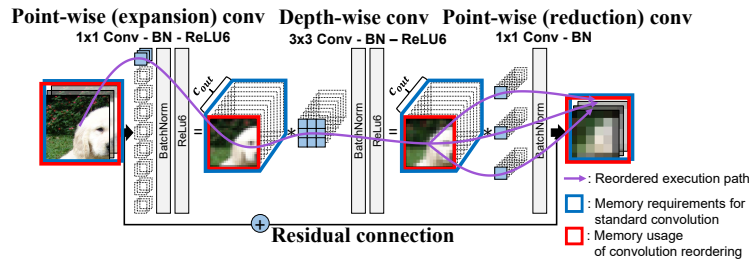 Point-wise (expansion) conv
1x1 Conv - BN - ReLU6
Depth-wise conv
3x3 Conv - BN – ReLU6
Point-wise (reduction) conv
1x1 Conv - BN
BatchNorm
ReLu6
=
c_out
*
BatchNorm
ReLu6
=
c_out
*
BatchNorm
+
Residual connection
: Reordered execution path
: Memory requirements for
standard convolution
: Memory usage
of convolution reordering